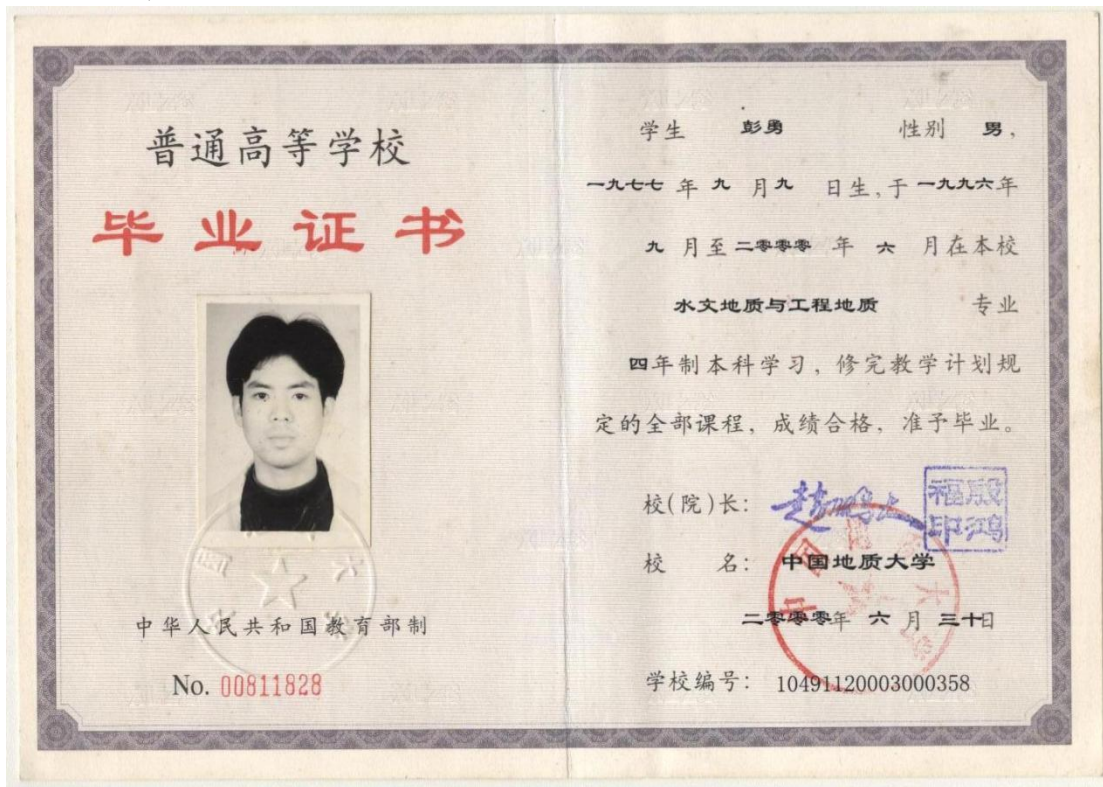 普通高等学校
毕业证书
中华人民共和国教育部制
No. 00811828
学生 彭勇 性别 男，
一九七七 年 九 月 九 日生，于 一九九六 年
九 月至 二零零零 年 六 月在本校
水文地质与工程地质 专业
四年制本科学习，修完教学计划规
定的全部课程，成绩合格，准予毕业。
校(院)长：
殷鸿福印
校 名： 中国地质大学
二零零零年 六 月 三十日
学校编号： 10491120003000358